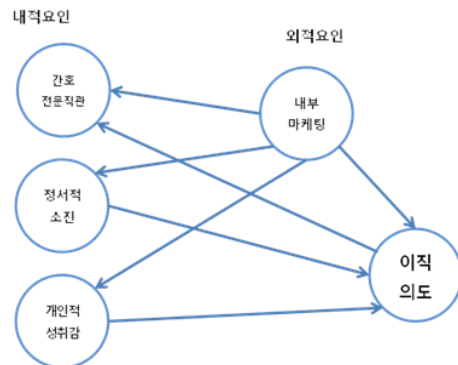 내적요인
외적요인
간호
전문직관
내부
마케팅
정서적
소진
이직
의도
개인적
성취감